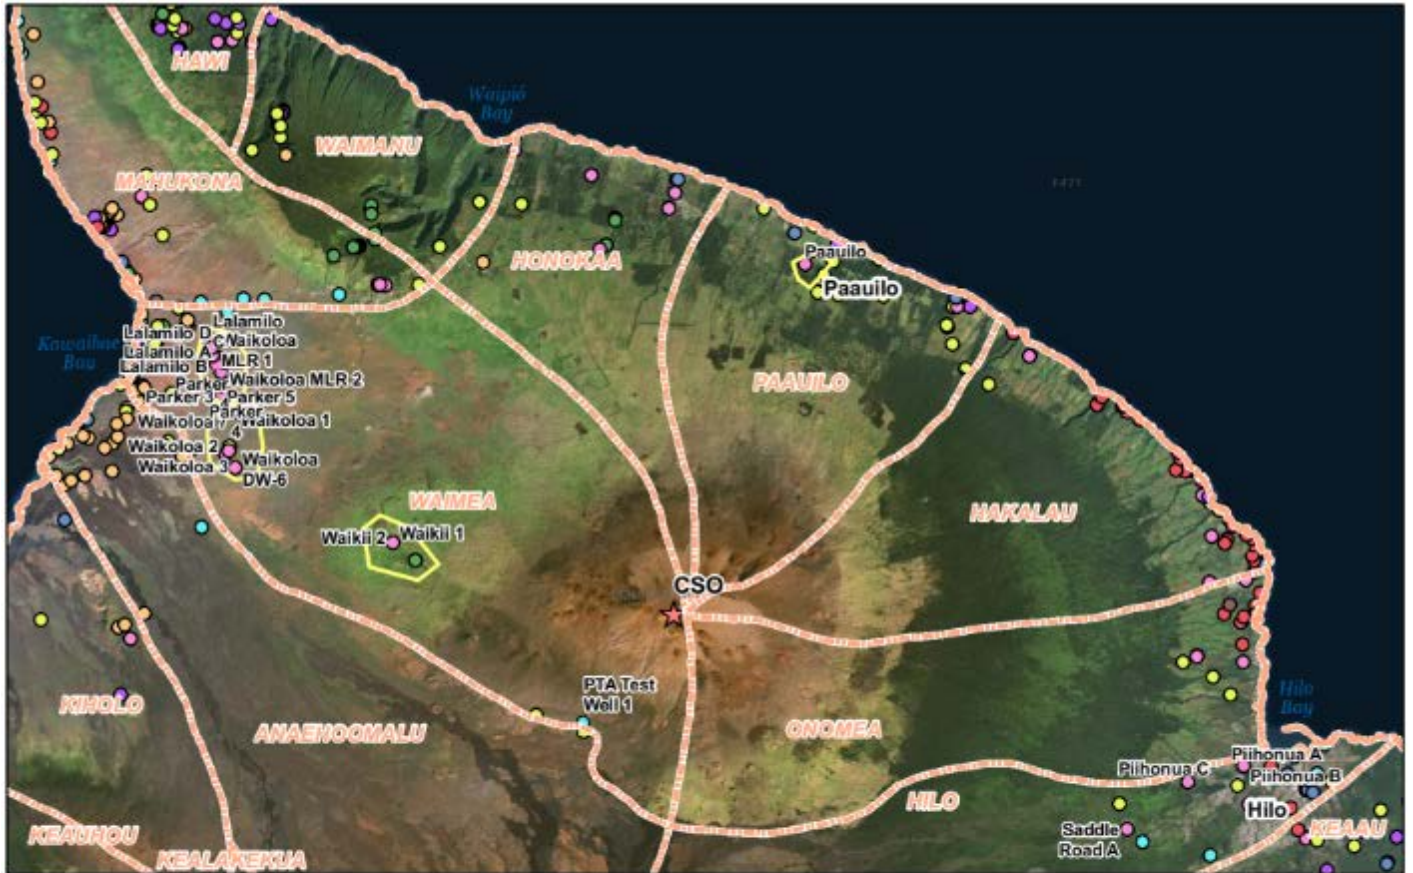 HAWI
Waipiò
Bay
WAIMANU
MAHUKONA
HONOKAA
Paauilo
Paauilo
Kawaihae
Bay
Lalamilo D
Lalamilo
C
Waikoloa
Lalamilo A
MLR 1
Lalamilo B
Waikoloa MLR 2
Parker
Parker 3
Parker 5
Parker
4
Waikoloa 1
Waikoloa 2
Waikoloa 3
Waikoloa
DW-6
PAAUILO
WAIMEA
HAKALAU
Waikii 2
Waikii 1
CSO
PTA Test
Well 1
KIHOLO
ANAEHOOMALU
ONOMEA
Hilo
Bay
Piihonua A
Piihonua C
Piihonua B
HILO
Hilo
Saddle
Road A
KEAAU
KEAUHOU
KEALAKEKUA